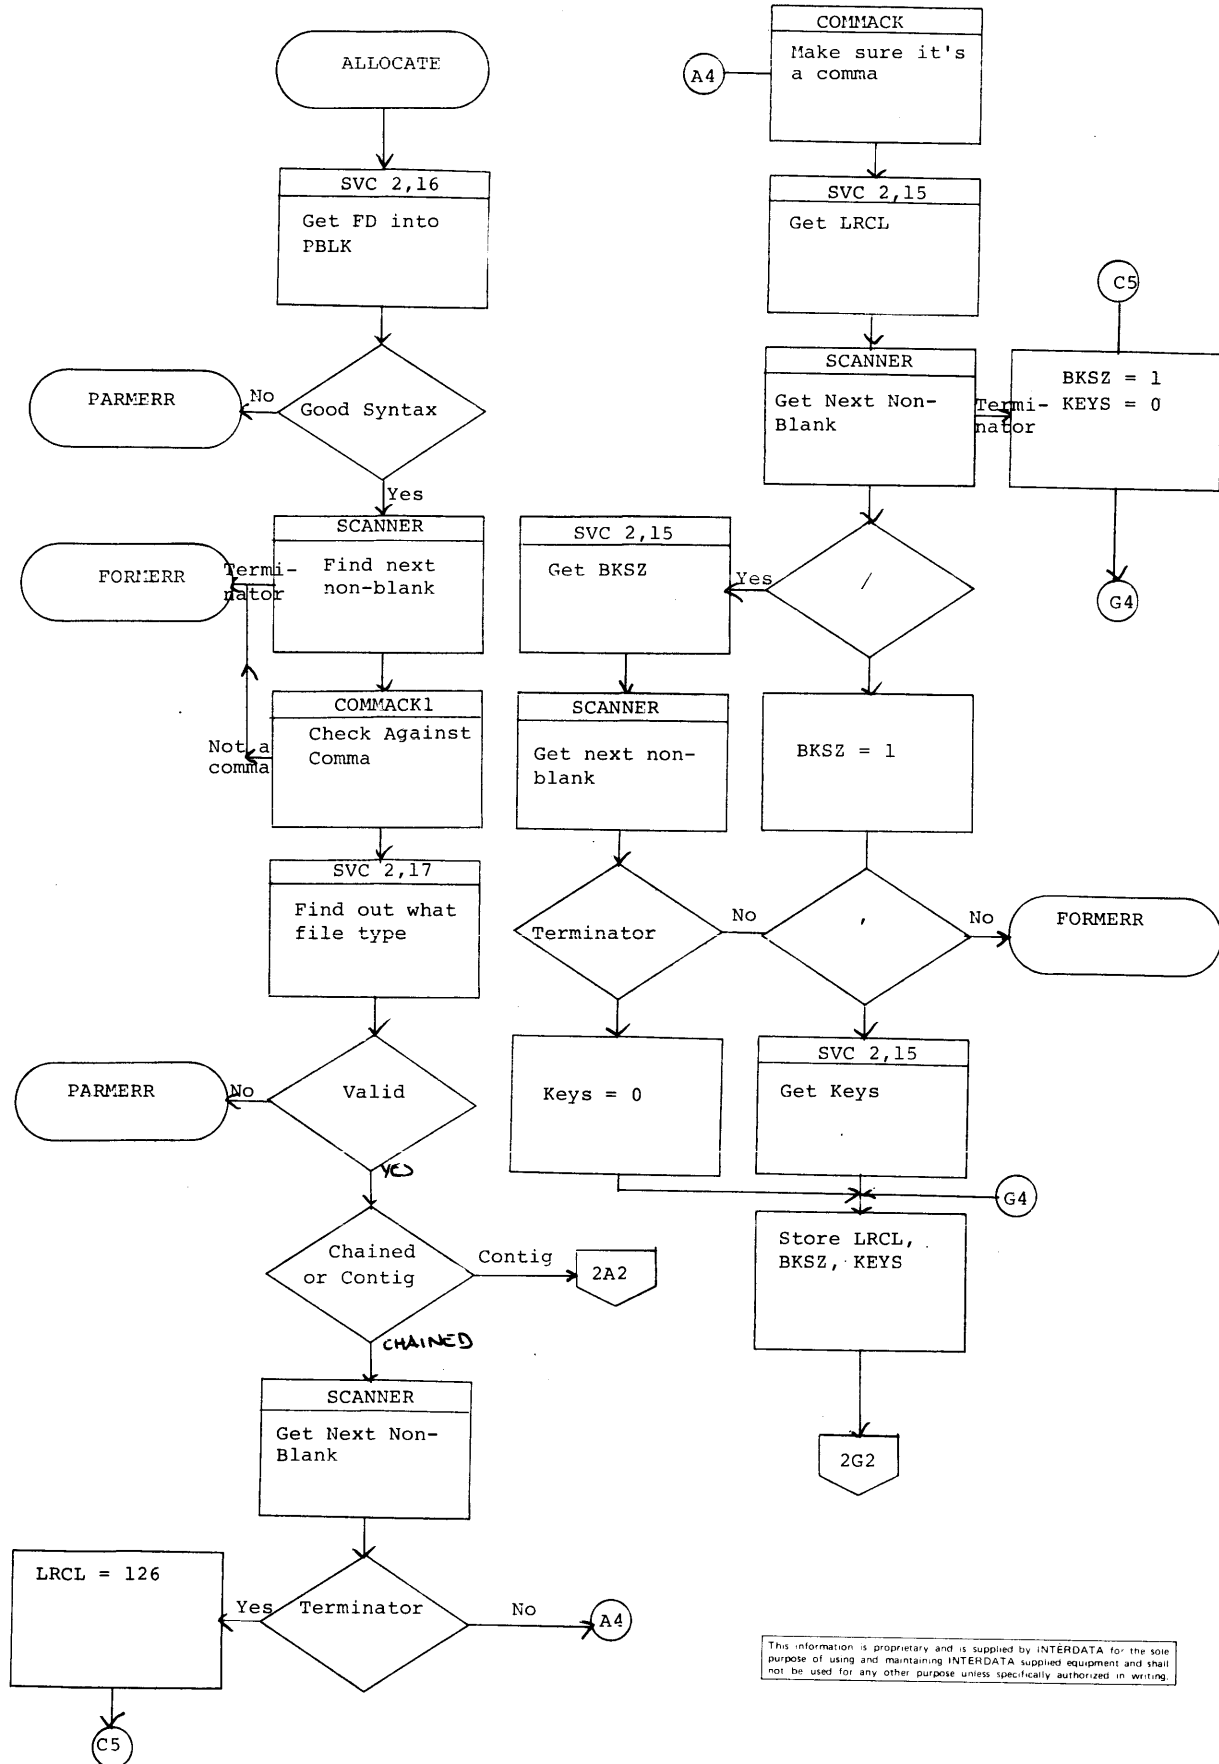 ALLOCATE
SVC 2,16
Get FD into
PBLK
Good Syntax
No
PARMERR
Yes
SCANNER
Find next
non-blank
Termi-
nator
FORMERR
COMMACK1
Check Against
Comma
Not a
comma
SVC 2,17
Find out what
file type
Valid
No
PARMERR
YES
Chained
or Contig
Contig
2A2
CHAINED
SCANNER
Get Next Non-
Blank
Terminator
Yes
LRCL = 126
C5
No
A4
A4
COMMACK
Make sure it's
a comma
SVC 2,15
Get LRCL
SCANNER
Get Next Non-
Blank
Termi-
nator
C5
BKSZ = 1
KEYS = 0
G4
/
Yes
SVC 2,15
Get BKSZ
SCANNER
Get next non-
blank
Terminator
No
Keys = 0
BKSZ = 1
,
No
FORMERR
SVC 2,15
Get Keys
G4
Store LRCL,
BKSZ, KEYS
2G2
This information is proprietary and is supplied by INTERDATA for the sole
purpose of using and maintaining INTERDATA supplied equipment and shall
not be used for any other purpose unless specifically authorized in writing.